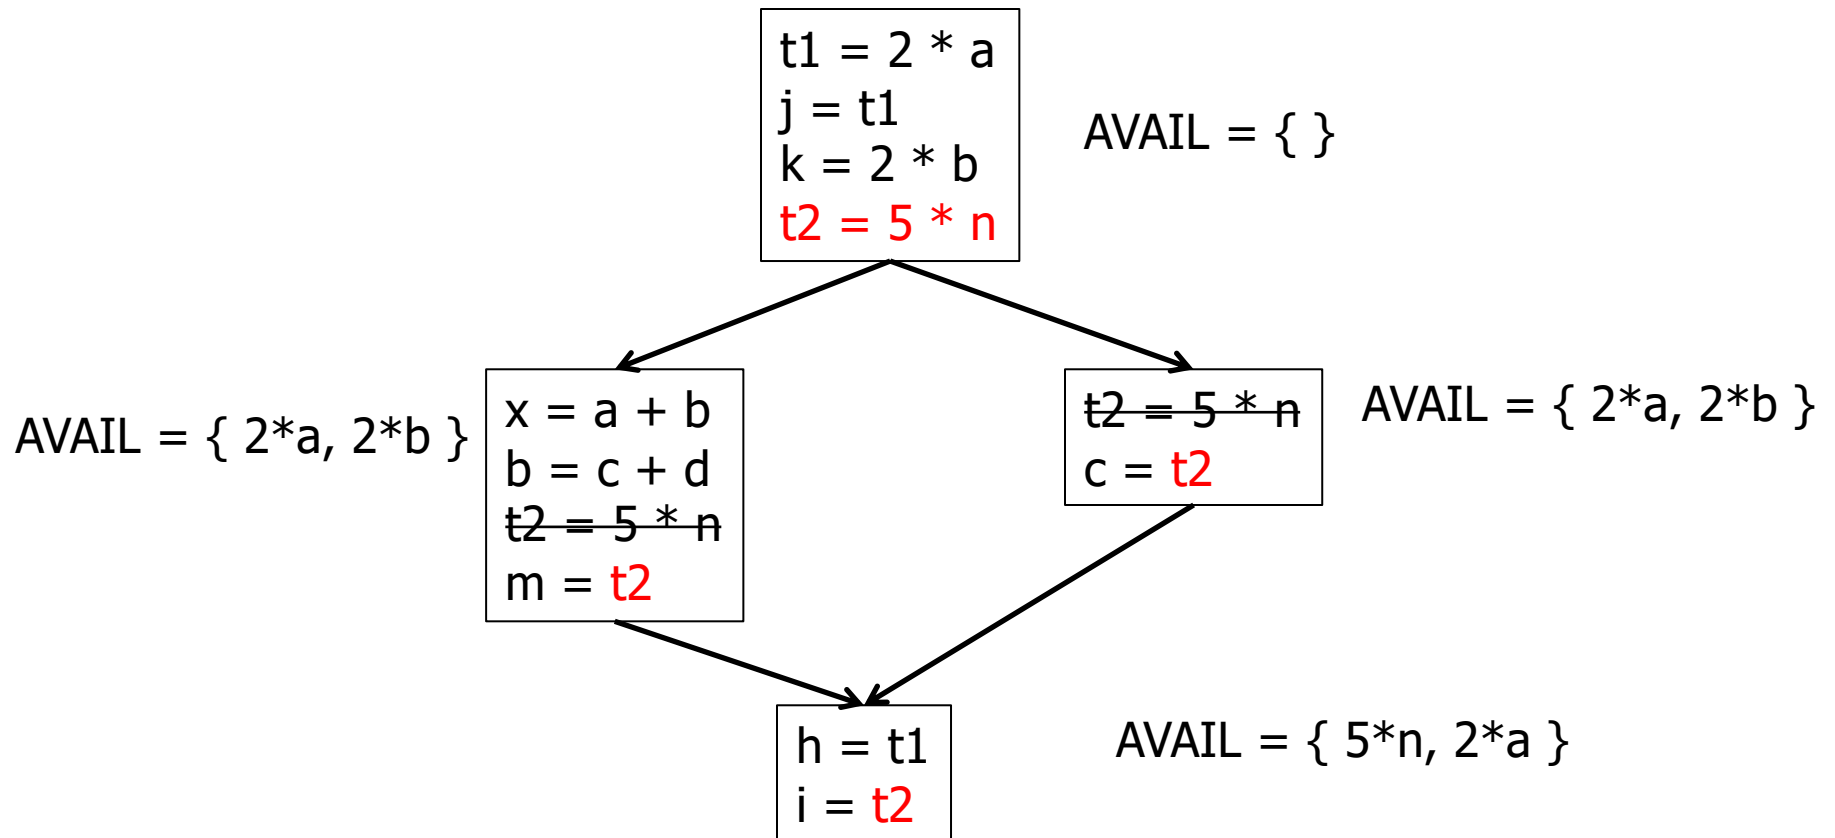 t1 = 2 * a
j = t1
k = 2 * b
t2 = 5 * n
AVAIL = { }
AVAIL = { 2*a, 2*b }
x = a + b
b = c + d
t2 = 5 * n
m = t2
t2 = 5 * n
c = t2
AVAIL = { 2*a, 2*b }
h = t1
i = t2
AVAIL = { 5*n, 2*a }